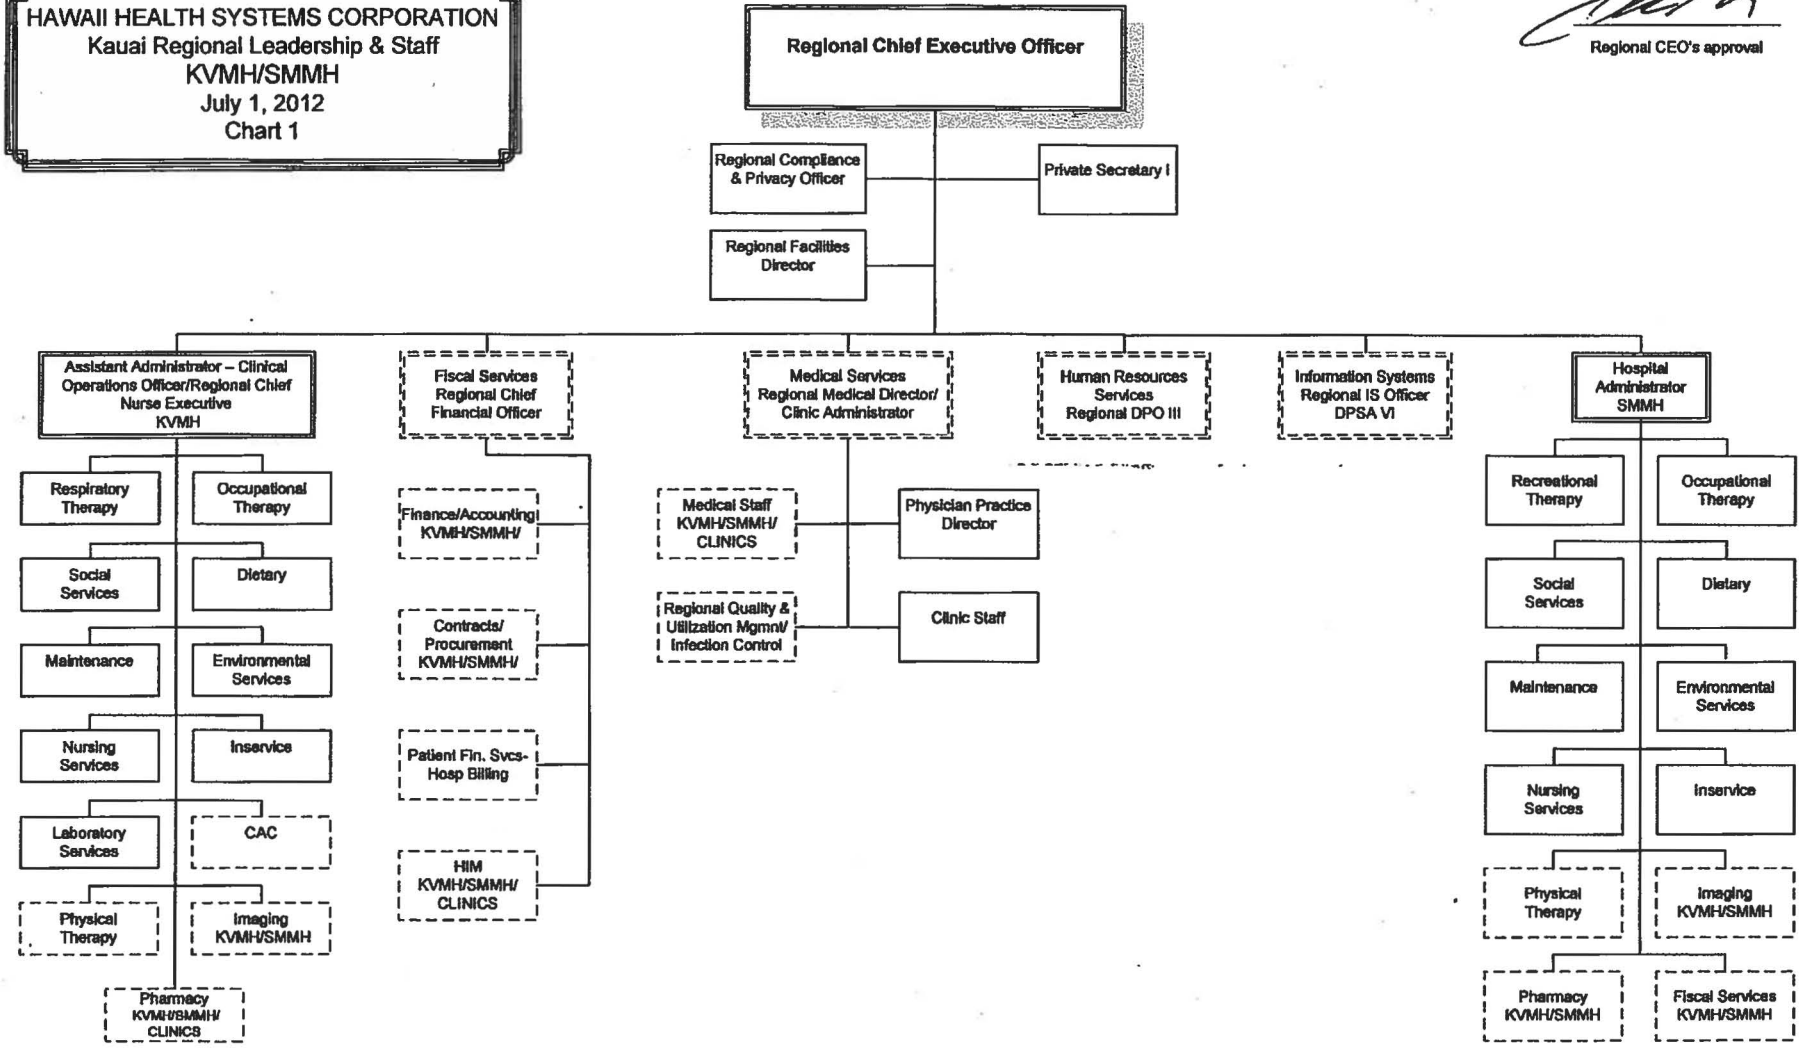 HAWAII HEALTH SYSTEMS CORPORATION
Kauai Regional Leadership & Staff
KVMH/SMMH
July 1, 2012
Chart 1
Regional Chief Executive Officer
Regional CEO's approval
Regional Compliance
& Privacy Officer
Private Secretary I
Regional Facilities
Director
Assistant Administrator – Clinical
Operations Officer/Regional Chief
Nurse Executive
KVMH
Fiscal Services
Regional Chief
Financial Officer
Medical Services
Regional Medical Director/
Clinic Administrator
Human Resources
Services
Regional DPO III
Information Systems
Regional IS Officer
DPSA VI
Hospital
Administrator
SMMH
Respiratory
Therapy
Occupational
Therapy
Social
Services
Dietary
Maintenance
Environmental
Services
Nursing
Services
Inservice
Laboratory
Services
CAC
Physical
Therapy
Imaging
KVMH/SMMH
Pharmacy
KVMH/SMMH/
CLINICS
Finance/Accounting
KVMH/SMMH/
Contracts/
Procurement
KVMH/SMMH/
Patient Fin. Svcs-
Hosp Billing
HIM
KVMH/SMMH/
CLINICS
Medical Staff
KVMH/SMMH/
CLINICS
Physician Practice
Director
Regional Quality &
Utilization Mgmnt/
Infection Control
Clinic Staff
Recreational
Therapy
Occupational
Therapy
Social
Services
Dietary
Maintenance
Environmental
Services
Nursing
Services
Inservice
Physical
Therapy
Imaging
KVMH/SMMH
Pharmacy
KVMH/SMMH
Fiscal Services
KVMH/SMMH